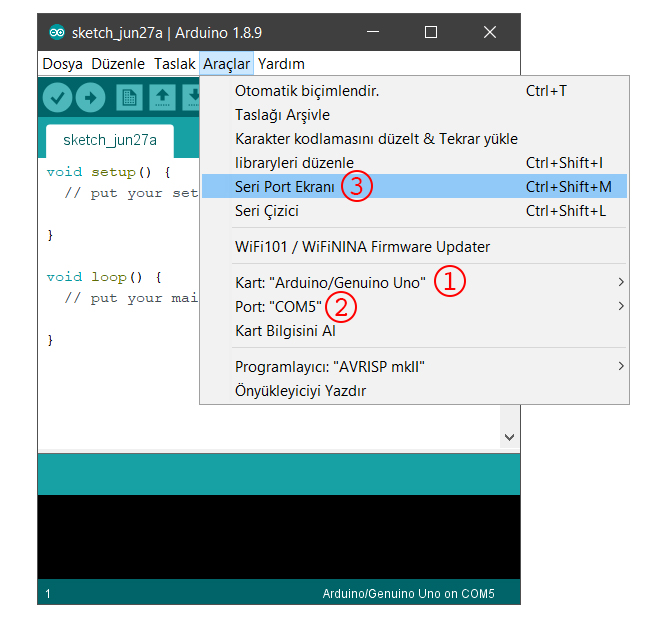 sketch_jun27a | Arduino 1.8.9
Dosya Düzenle Taslak Araçlar Yardım
sketch_jun27a
void setup() {
// put your set
}
void loop() {
// put your mai
}
Otomatik biçimlendir. Ctrl+T
Taslağı Arşivle
Karakter kodlamasını düzelt & Tekrar yükle
libraryleri düzenle Ctrl+Shift+I
Seri Port Ekranı 3 Ctrl+Shift+M
Seri Çizici Ctrl+Shift+L
WiFi101 / WiFiNINA Firmware Updater
Kart: "Arduino/Genuino Uno" 1
Port: "COM5" 2
Kart Bilgisini Al
Programlayıcı: "AVRISP mkII"
Önyükleyiciyi Yazdır
1 Arduino/Genuino Uno on COM5